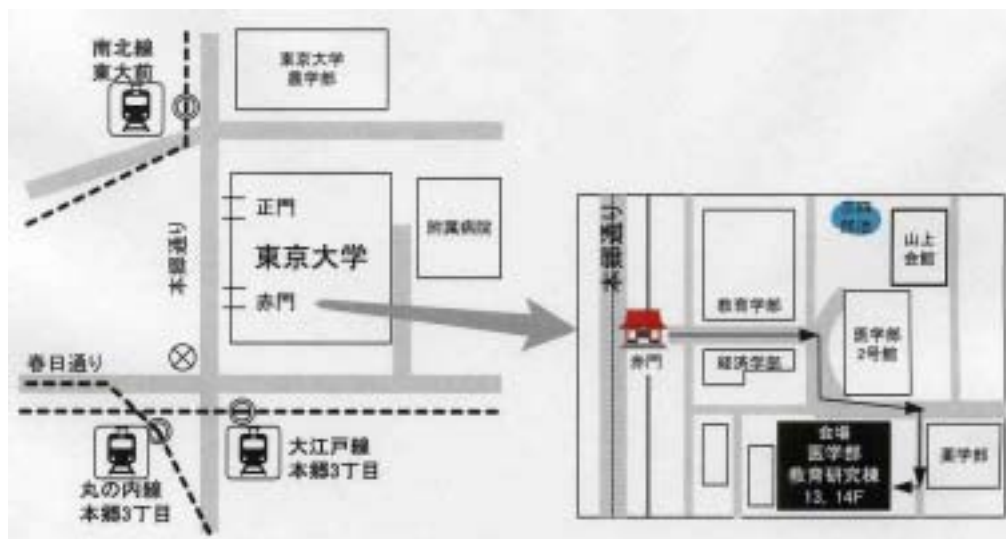 南北線
東大前
東京大学
農学部
正門
東京大学
赤門
附属病院
本郷通り
春日通り
大江戸線
本郷3丁目
丸の内線
本郷3丁目
本郷通り
山上
会館
教育学部
医学部
2号館
赤門
経済学部
会場
医学部
教育研究棟
13, 14F
薬学部